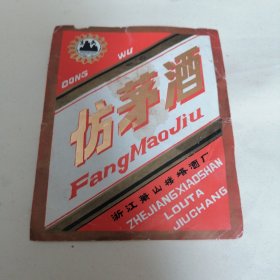 DONG WU
仿茅酒
FangMaoJiu
浙江萧山楼塔酒厂
ZHEJIANGXIAOSHAN
LOUTA
JIUCHANG